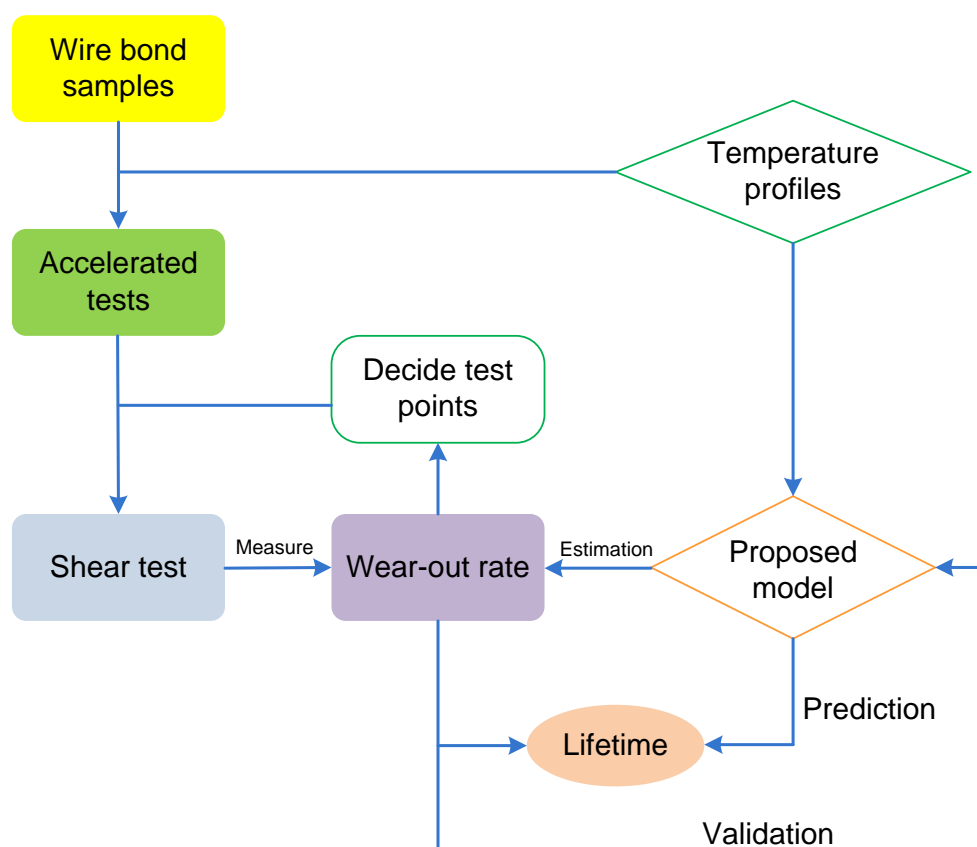 Wire bond
samples
Temperature
profiles
Accelerated
tests
Decide test
points
Shear test
Measure
Wear-out rate
Estimation
Proposed
model
Prediction
Lifetime
Validation